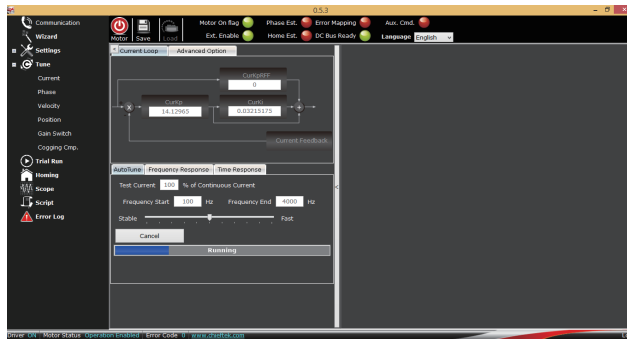 0.5.3
Communication
Wizard
Settings
Tune
Current
Phase
Velocity
Position
Gain Switch
Cogging Cmp.
Trial Run
Homing
Scope
Script
Error Log
Motor Save Load
Motor On flag Phase Est. Error Mapping Aux. Cmd.
Ext. Enable Home Est. DC Bus Ready Language English
Current Loop Advanced Option
CurKpRFF
0
CurKp CurKi
14.12965 0.03215175
Current Feedback
AutoTune Frequency Response Time Response
Test Current 100 % of Continuous Current
Frequency Start 100 Hz Frequency End 4000 Hz
Stable Fast
Cancel
Running
Driver ON Motor Status Operation Enabled Error Code 0 www.chieftek.com